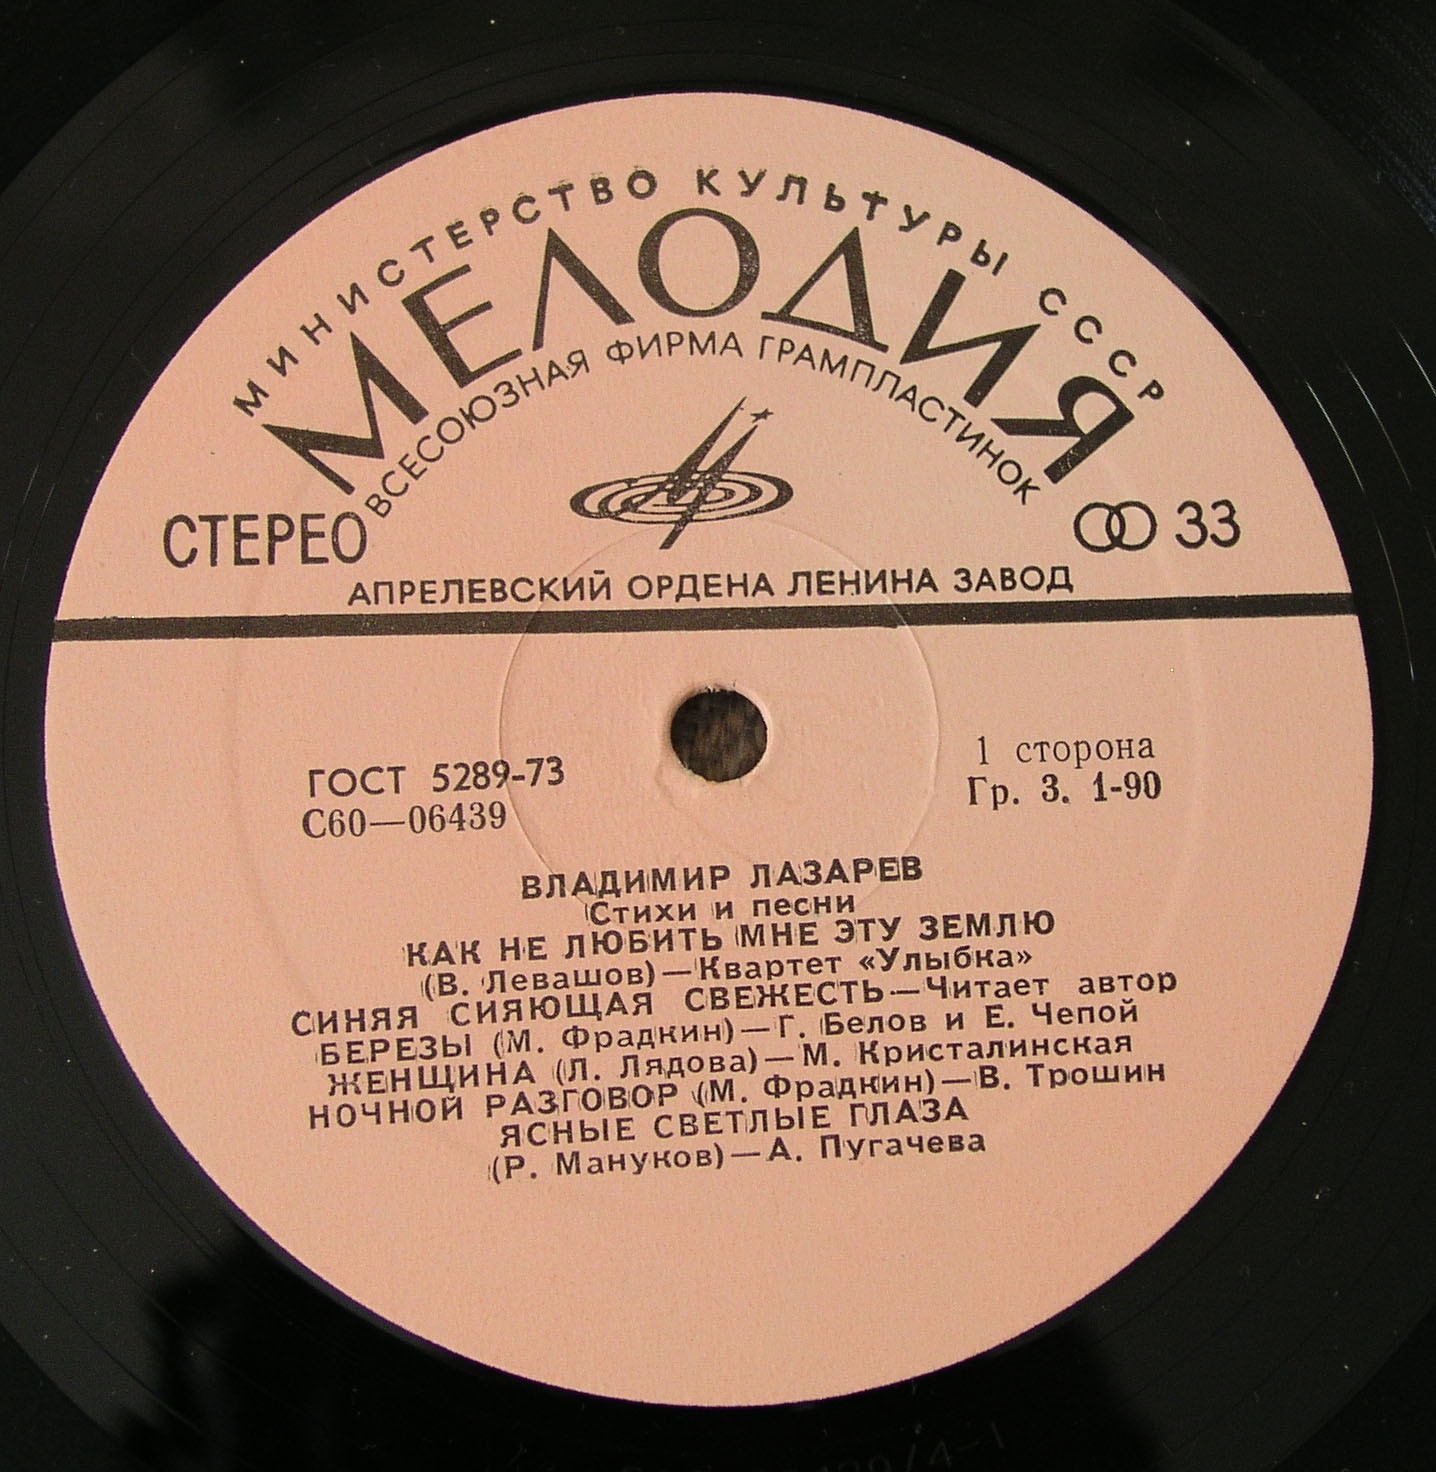 МИНИСТЕРСТВО КУЛЬТУРЫ СССР
МЕЛОДИЯ
ВСЕСОЮЗНАЯ ФИРМА ГРАМПЛАСТИНОК
СТЕРЕО
33
АПРЕЛЕВСКИЙ ОРДЕНА ЛЕНИНА ЗАВОД
ГОСТ 5289-73
С60—06439
1 сторона
Гр. 3. 1-90
ВЛАДИМИР ЛАЗАРЕВ
Стихи и песни
КАК НЕ ЛЮБИТЬ МНЕ ЭТУ ЗЕМЛЮ
(В. Левашов)—Квартет «Улыбка»
СИНЯЯ СИЯЮЩАЯ СВЕЖЕСТЬ—Читает автор
БЕРЕЗЫ (М. Фрадкин)—Г. Белов и Е. Чепой
ЖЕНЩИНА (Л. Лядова)—М. Кристалинская
НОЧНОЙ РАЗГОВОР (М. Фрадкин)—В. Трошин
ЯСНЫЕ СВЕТЛЫЕ ГЛАЗА
(Р. Мануков)—А. Пугачева